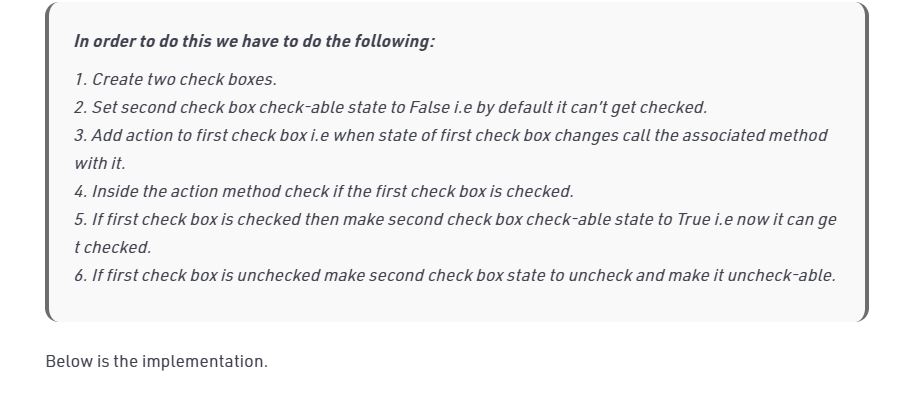 In order to do this we have to do the following:
1. Create two check boxes.
2. Set second check box check-able state to False i.e by default it can't get checked.
3. Add action to first check box i.e when state of first check box changes call the associated method
with it.
4. Inside the action method check if the first check box is checked.
5. If first check box is checked then make second check box check-able state to True i.e now it can ge
t checked.
6. If first check box is unchecked make second check box state to uncheck and make it uncheck-able.
Below is the implementation.